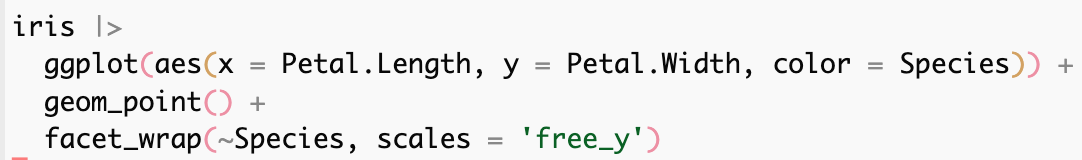 iris |>
  ggplot(aes(x = Petal.Length, y = Petal.Width, color = Species)) +
  geom_point() +
  facet_wrap(~Species, scales = 'free_y')